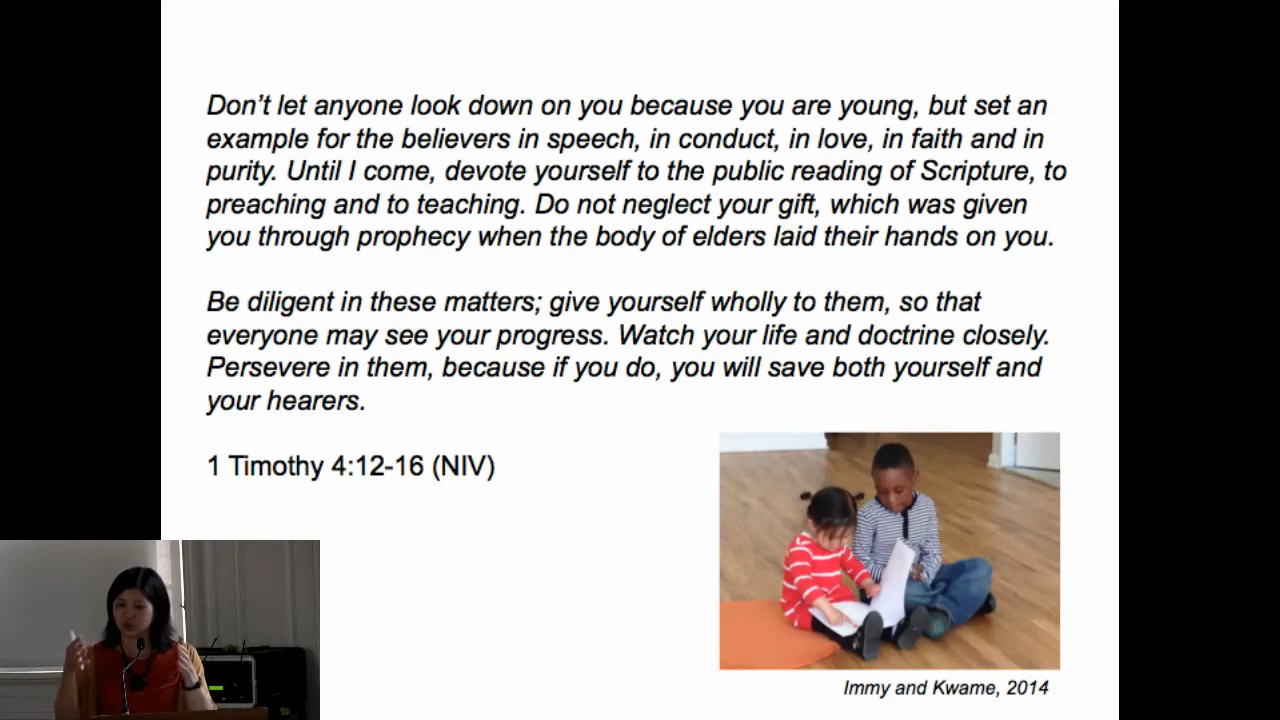 Don't let anyone look down on you because you are young, but set an
example for the believers in speech, in conduct, in love, in faith and in
purity. Until I come, devote yourself to the public reading of Scripture, to
preaching and to teaching. Do not neglect your gift, which was given
you through prophecy when the body of elders laid their hands on you.
Be diligent in these matters; give yourself wholly to them, so that
everyone may see your progress. Watch your life and doctrine closely.
Persevere in them, because if you do, you will save both yourself and
your hearers.
1 Timothy 4:12-16 (NIV)
Immy and Kwame, 2014